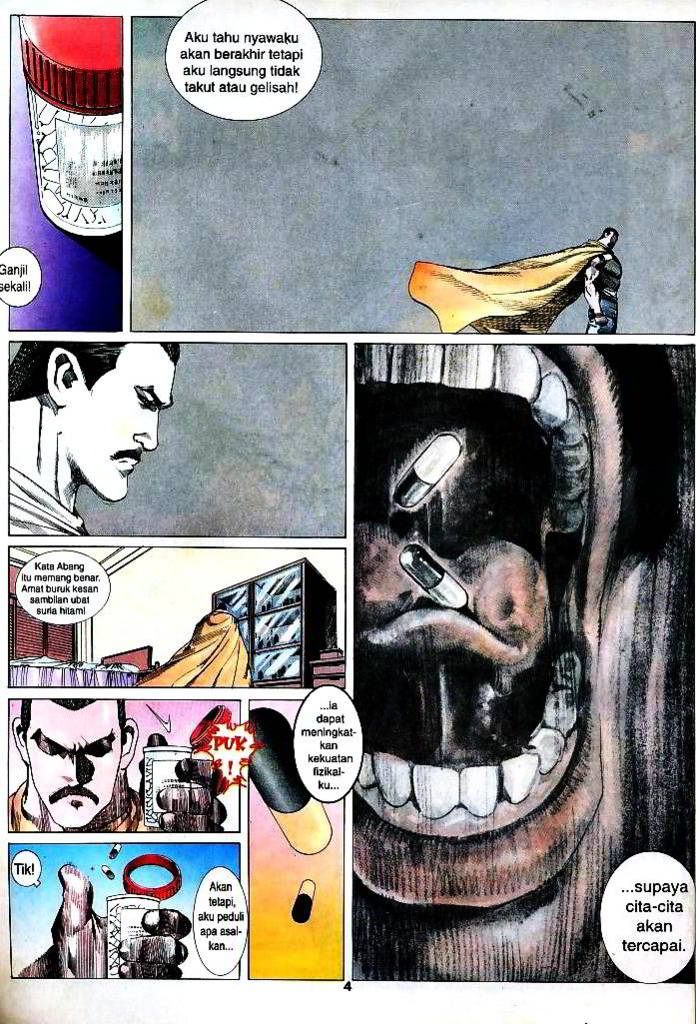 Ganjil
sekali!
Aku tahu nyawaku
akan berakhir tetapi
aku langsung tidak
takut atau gelisah!
Kata Abang
itu memang benar.
Amat buruk kesan
sambilan ubat
suria hitam!
PUK
!
Tik!
Akan
tetapi,
aku peduli
apa asal-
kan...
...ia
dapat
meningkat-
kan
kekuatan
fizikal-
ku...
...supaya
cita-cita
akan
tercapai.
4